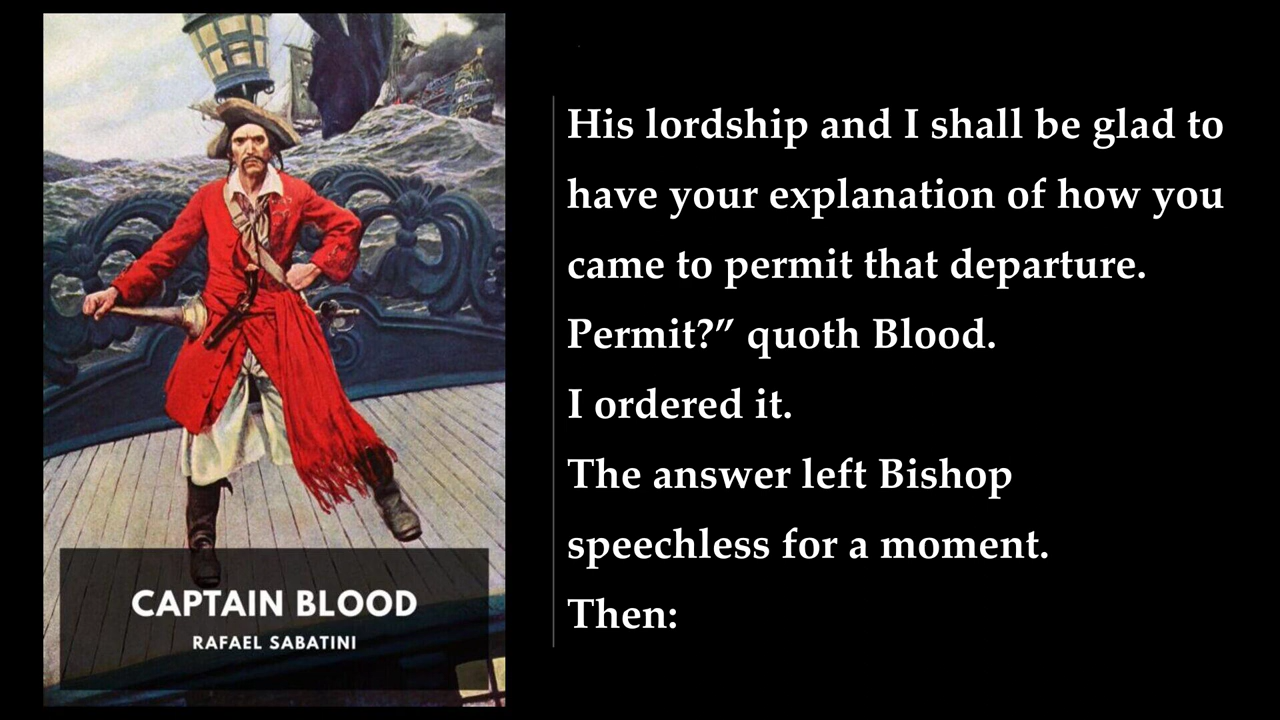 CAPTAIN BLOOD
RAFAEL SABATINI
His lordship and I shall be glad to
have your explanation of how you
came to permit that departure.
Permit?” quoth Blood.
I ordered it.
The answer left Bishop
speechless for a moment.
Then: